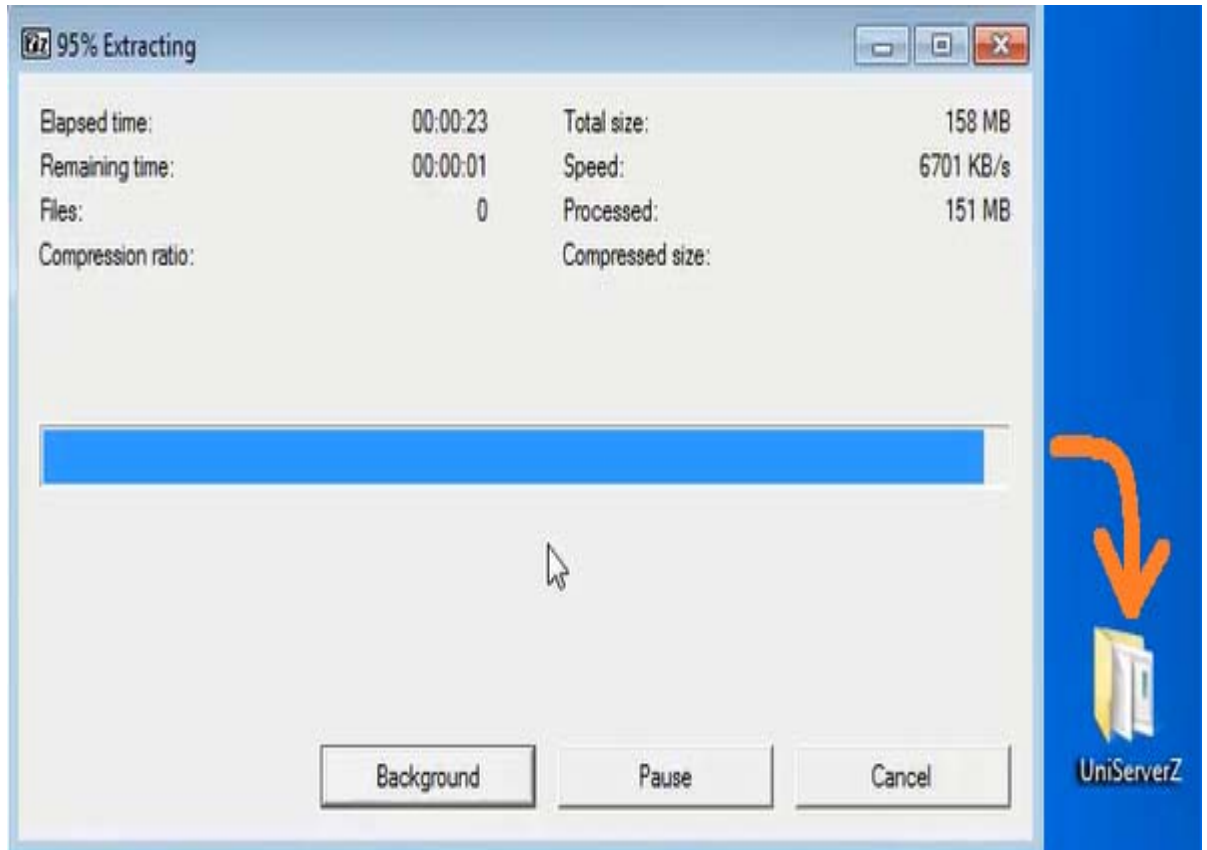 95% Extracting
Elapsed time: 00:00:23 Total size: 158 MB
Remaining time: 00:00:01 Speed: 6701 KB/s
Files: 0 Processed: 151 MB
Compression ratio: Compressed size:
Background Pause Cancel
UniServerZ